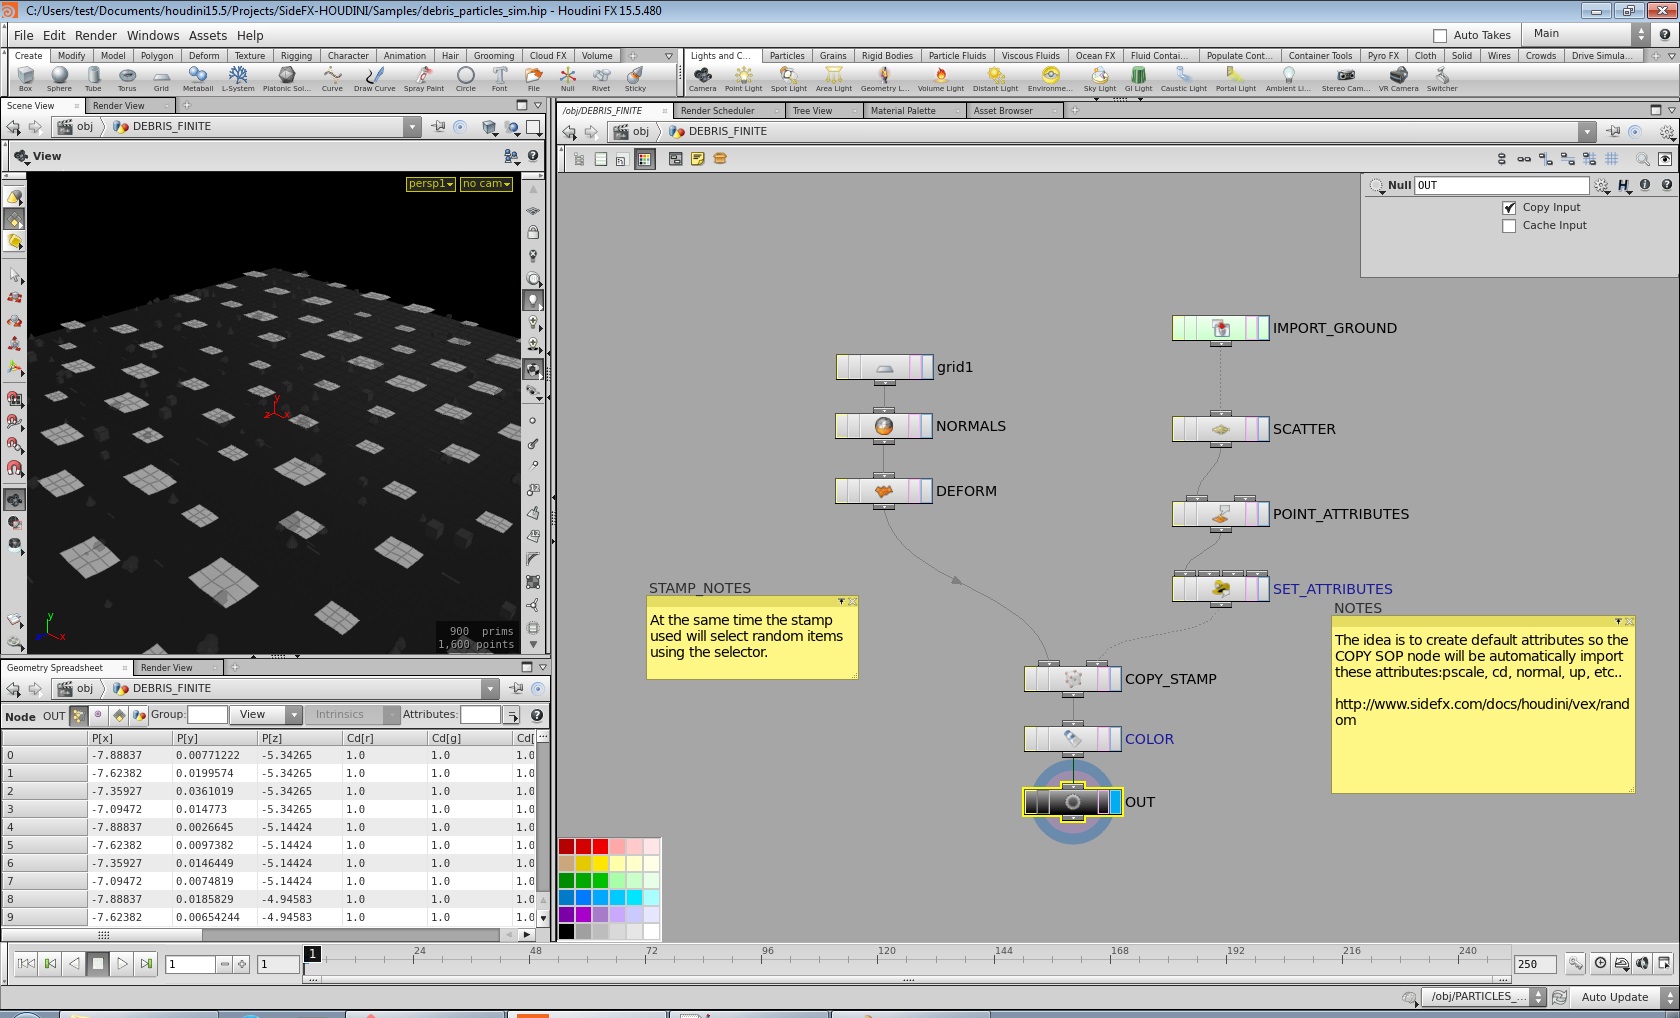 C:/Users/test/Documents/houdini15.5/Projects/SideFX-HOUDINI/Samples/debris_particles_sim.hip - Houdini FX 15.5.480
File Edit Render Windows Assets Help
Auto Takes Main
Create Modify Model Polygon Deform Texture Rigging Character Animation Hair Grooming Cloud FX Volume
Lights and C... Particles Grains Rigid Bodies Particle Fluids Viscous Fluids Ocean FX Fluid Contai... Populate Cont... Container Tools Pyro FX Cloth Solid Wires Crowds Drive Simula...
Box Sphere Tube Torus Grid Metaball L-System Platonic Sol... Curve Draw Curve Spray Paint Circle Font File Null Rivet Sticky
Camera Point Light Spot Light Area Light Geometry L... Volume Light Distant Light Environme... Sky Light GI Light Caustic Light Portal Light Ambient Lig... Stereo Cam... VR Camera Switcher
Scene View Render View
/obj/DEBRIS_FINITE Render Scheduler Tree View Material Palette Asset Browser
obj DEBRIS_FINITE
obj DEBRIS_FINITE
View
persp1 no cam
Null OUT
Copy Input
Cache Input
IMPORT_GROUND
grid1
NORMALS
SCATTER
DEFORM
POINT_ATTRIBUTES
SET_ATTRIBUTES
STAMP_NOTES
At the same time the stamp
used will select random items
using the selector.
NOTES
The idea is to create default attributes so the
COPY SOP node will be automatically import
these attributes:pscale, cd, normal, up, etc..
http://www.sidefx.com/docs/houdini/vex/rand
om
COPY_STAMP
COLOR
OUT
y
z x
y
z x
900 prims
1,600 points
Geometry Spreadsheet Render View
obj DEBRIS_FINITE
Node OUT Group: View Intrinsics Attributes:
P[x] P[y] P[z] Cd[r] Cd[g] Cd[
0 -7.88837 0.00771222 -5.34265 1.0 1.0 1.0
1 -7.62382 0.0199574 -5.34265 1.0 1.0 1.0
2 -7.35927 0.0361019 -5.34265 1.0 1.0 1.0
3 -7.09472 0.014773 -5.34265 1.0 1.0 1.0
4 -7.88837 0.0026645 -5.14424 1.0 1.0 1.0
5 -7.62382 0.0097382 -5.14424 1.0 1.0 1.0
6 -7.35927 0.0146449 -5.14424 1.0 1.0 1.0
7 -7.09472 0.0074819 -5.14424 1.0 1.0 1.0
8 -7.88837 0.0185829 -4.94583 1.0 1.0 1.0
9 -7.62382 0.00654244 -4.94583 1.0 1.0 1.0
1 1 1 24 48 72 96 120 144 168 192 216 240 250
/obj/PARTICLES_... Auto Update